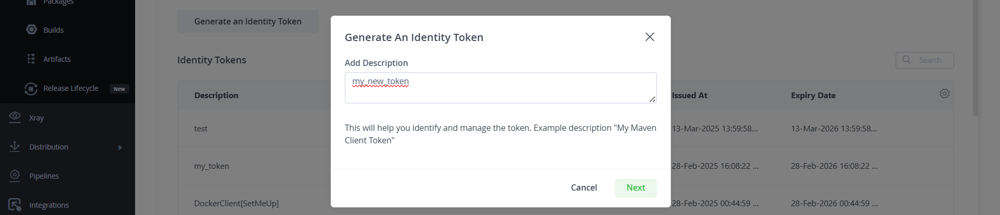 Packages
Builds
Artifacts
Release Lifecycle New
Xray
Distribution
Pipelines
Integrations
Generate an Identity Token
Identity Tokens
Search
Description Issued At Expiry Date
test 13-Mar-2025 13:59:58... 13-Mar-2026 13:59:58...
my_token 28-Feb-2025 16:08:22 ... 28-Feb-2026 16:08:22 ...
DockerClient[SetMeUp] 28-Feb-2025 00:44:59 ... 28-Feb-2026 00:44:59 ...
Generate An Identity Token
Add Description
my_new_token
This will help you identify and manage the token. Example description "My Maven
Client Token"
Cancel Next